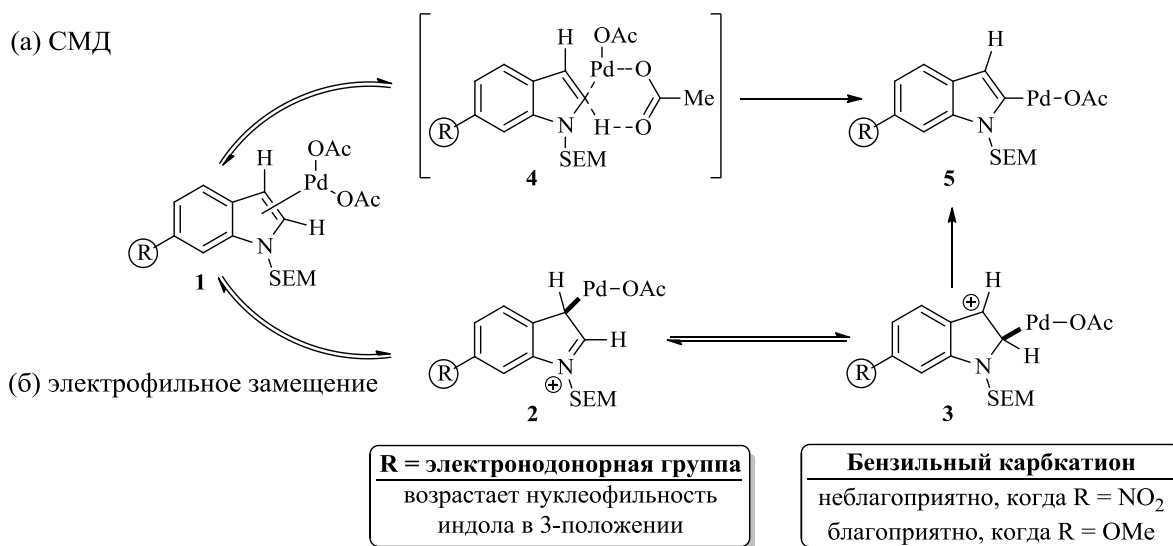 (а) СМД
H
OAc
Pd
O
Me
R
N
H
O
SEM
4
H
Pd
OAc
R
N
SEM
5
H
OAc
Pd
OAc
H
R
N
SEM
1
(б) электрофильное замещение
H
Pd
OAc
H
R
N
⊕
SEM
2
H
⊕
Pd
OAc
H
R
N
SEM
3
R = электронодонорная группа
возрастает нуклеофильность
индола в 3-положении
Бензильный карбкатион
неблагоприятно, когда R = NO₂
благоприятно, когда R = OMe